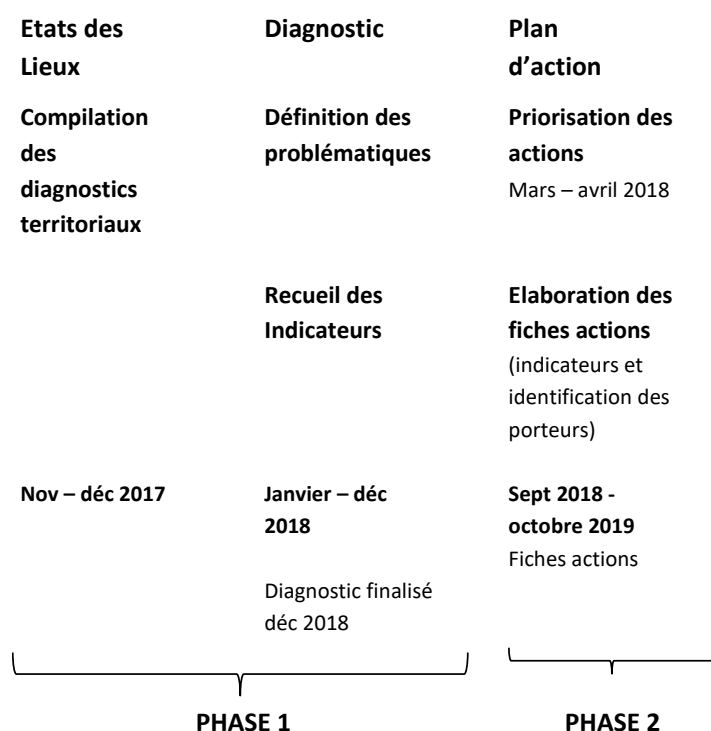 Etats des
Lieux
Diagnostic
Plan
d’action
Compilation
des
diagnostics
territoriaux
Définition des
problématiques
Priorisation des
actions
Mars – avril 2018
Recueil des
Indicateurs
Elaboration des
fiches actions
(indicateurs et
identification des
porteurs)
Nov – déc 2017
Janvier – déc
2018
Diagnostic finalisé
déc 2018
Sept 2018 -
octobre 2019
Fiches actions
PHASE 1
PHASE 2